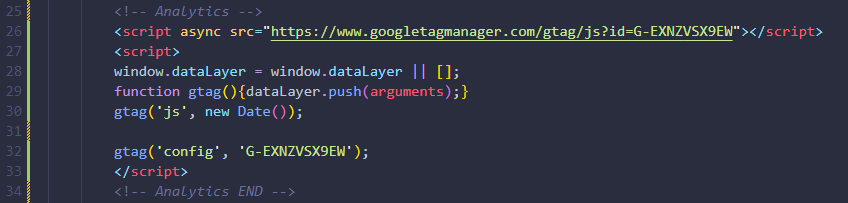 25 <!-- Analytics -->
26 <script async src="https://www.googletagmanager.com/gtag/js?id=G-EXNZVSX9EW"></script>
27 <script>
28 window.dataLayer = window.dataLayer || [];
29 function gtag(){dataLayer.push(arguments);}
30 gtag('js', new Date());
31
32 gtag('config', 'G-EXNZVSX9EW');
33 </script>
34 <!-- Analytics END -->